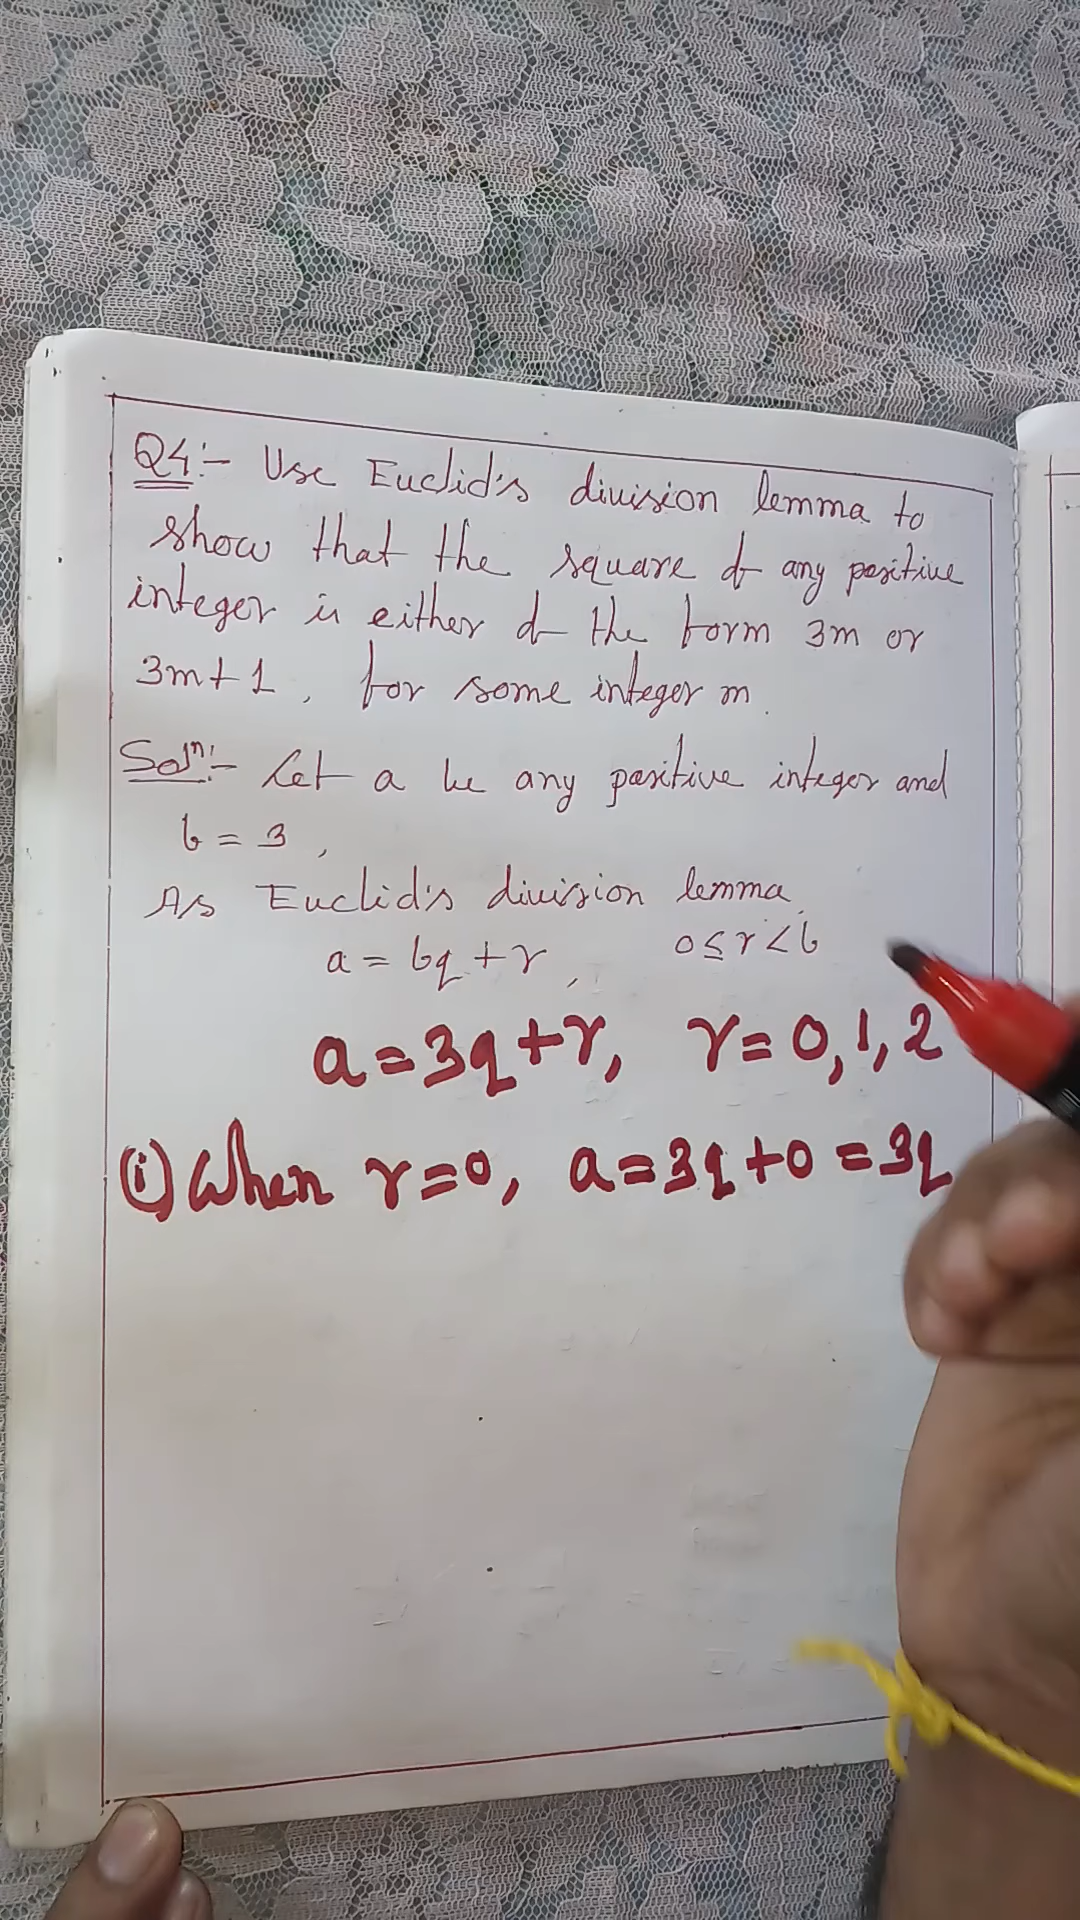 Q4:- Use Euclid's division lemma to
show that the square of any positive
integer is either of the form 3m or
3m+1, for some integer m.
Solⁿ:- Let a be any positive integer and
b = 3,
As Euclid's division lemma,
a = bq + r, 0 ≤ r < b
a = 3q + r, r = 0, 1, 2
(i) When r = 0, a = 3q + 0 = 3q